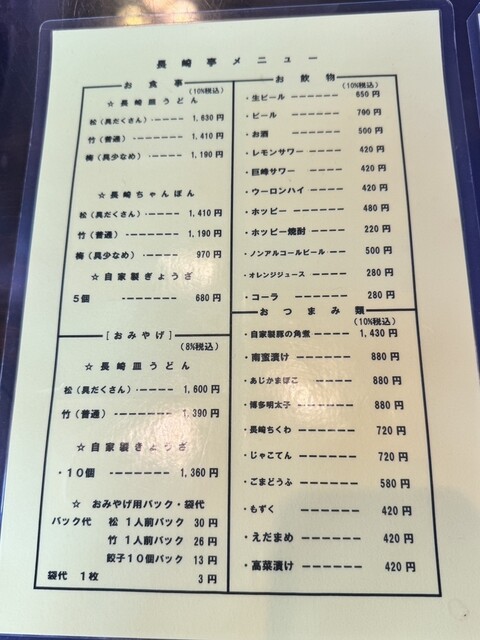 長崎亭メニュー
お食事
(10%税込)
☆長崎皿うどん
松（具だくさん）----- 1,630円
竹（普通） ------- 1,410円
梅（具少なめ）----- 1,190円
☆長崎ちゃんぽん
松（具だくさん）----- 1,410円
竹（普通） ------- 1,190円
梅（具少なめ）----- 970円
☆自家製ぎょうざ
5個 ------- 680円
[おみやげ]
(8%税込)
☆長崎皿うどん
松（具だくさん）----- 1,600円
竹（普通） ------- 1,390円
☆自家製ぎょうざ
・10個 ------- 1,360円
☆ おみやげ用パック・袋代
パック代 松 1人前パック 30円
竹 1人前パック 26円
餃子10個パック 13円
袋代 1枚 3円
お飲物
(10%税込)
・生ビール ------ 650円
・ビール ------ 790円
・お酒 ------ 500円
・レモンサワー ---- 420円
・巨峰サワー ---- 420円
・ウーロンハイ ---- 420円
・ホッピー ------ 480円
・ホッピー焼酎 ---- 220円
・ノンアルコールビール ---- 500円
・オレンジジュース ---- 280円
・コーラ ------ 280円
おつまみ類
(10%税込)
・自家製豚の角煮----- 1,430円
・南蛮漬け ------ 880円
・あじかまぼこ ---- 880円
・博多明太子 ---- 880円
・長崎ちくわ ---- 720円
・じゃこてん ---- 720円
・ごまどうふ ---- 580円
・もずく ------ 420円
・えだまめ ------ 420円
・高菜漬け ------ 420円